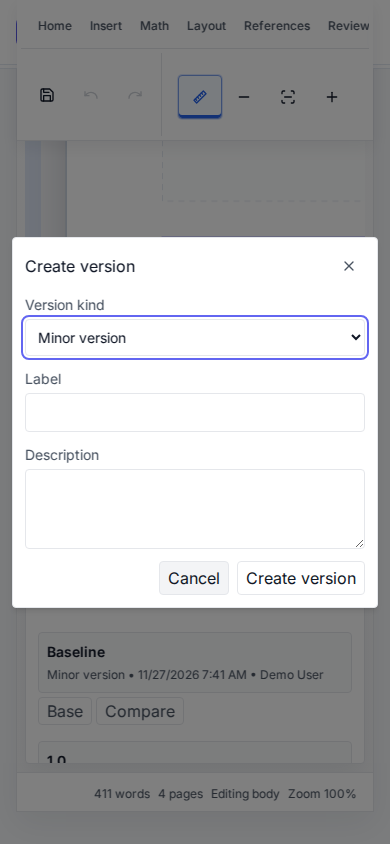 Home Insert Math Layout References Review
Create version
Version kind
Minor version
Label
Description
Cancel Create version
Baseline
Minor version • 11/27/2026 7:41 AM • Demo User
Base Compare
1.0
411 words 4 pages Editing body Zoom 100%